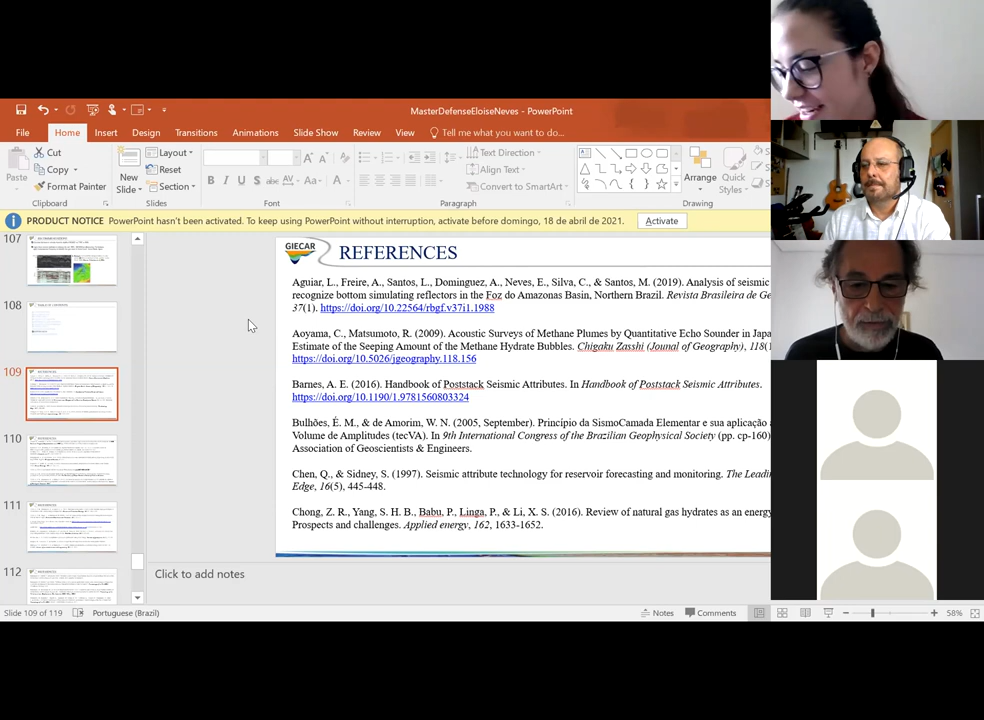 MasterDefenseEloiseNeves - PowerPoint
File Home Insert Design Transitions Animations Slide Show Review View Tell me what you want to do...
Paste
Cut
Copy
Format Painter
Clipboard
New
Slide
Layout
Reset
Section
Slides
B I U S abc AV Aa A
Font
Text Direction
Align Text
Convert to SmartArt
Paragraph
Arrange
Quick
Styles
Drawing
PRODUCT NOTICE PowerPoint hasn't been activated. To keep using PowerPoint without interruption, activate before domingo, 18 de abril de 2021. Activate
107
108
109
110
111
112
GIECAR
REFERENCES
Aguiar, L., Freire, A., Santos, L., Dominguez, A., Neves, E., Silva, C., & Santos, M. (2019). Analysis of seismic
recognize bottom simulating reflectors in the Foz do Amazonas Basin, Northern Brazil. Revista Brasileira de Ge
37(1). https://doi.org/10.22564/rbgf.v37i1.1988
Aoyama, C., Matsumoto, R. (2009). Acoustic Surveys of Methane Plumes by Quantitative Echo Sounder in Japa
Estimate of the Seeping Amount of the Methane Hydrate Bubbles. Chigaku Zasshi (Jounal of Geography), 118(1
https://doi.org/10.5026/jgeography.118.156
Barnes, A. E. (2016). Handbook of Poststack Seismic Attributes. In Handbook of Poststack Seismic Attributes.
https://doi.org/10.1190/1.9781560803324
Bulhões, É. M., & de Amorim, W. N. (2005, September). Princípio da SismoCamada Elementar e sua aplicação
Volume de Amplitudes (tecVA). In 9th International Congress of the Brazilian Geophysical Society (pp. cp-160)
Association of Geoscientists & Engineers.
Chen, Q., & Sidney, S. (1997). Seismic attribute technology for reservoir forecasting and monitoring. The Leadi
Edge, 16(5), 445-448.
Chong, Z. R., Yang, S. H. B., Babu, P., Linga, P., & Li, X. S. (2016). Review of natural gas hydrates as an energy
Prospects and challenges. Applied energy, 162, 1633-1652.
Click to add notes
Slide 109 of 119 Portuguese (Brazil) Notes Comments 58%